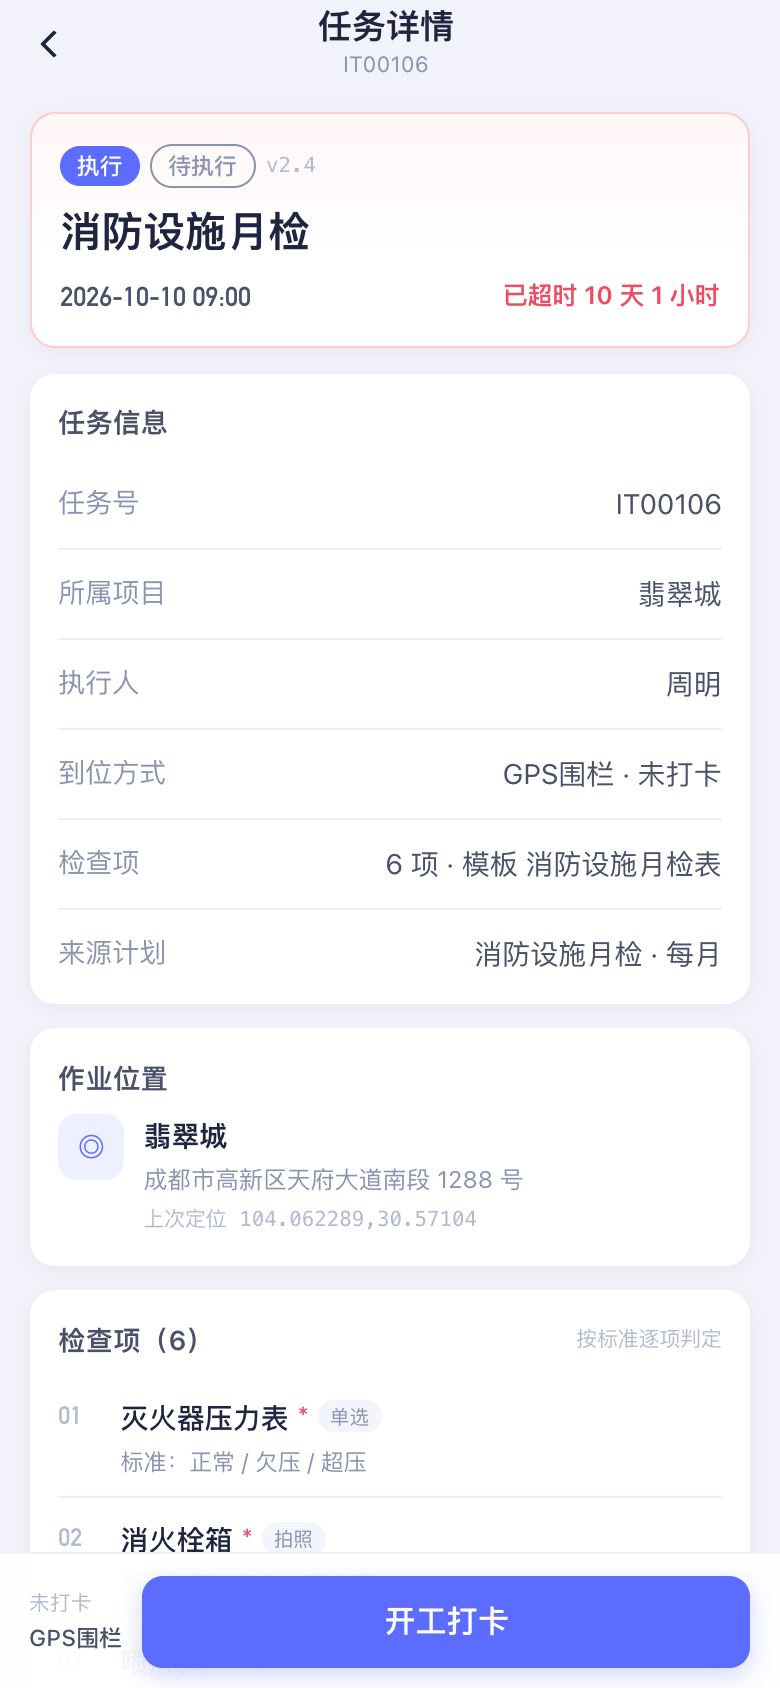 任务详情
IT00106
执行 待执行 v2.4
消防设施月检
2026-10-10 09:00 已超时 10 天 1 小时
任务信息
任务号 IT00106
所属项目 翡翠城
执行人 周明
到位方式 GPS围栏 · 未打卡
检查项 6 项 · 模板 消防设施月检表
来源计划 消防设施月检 · 每月
作业位置
翡翠城
成都市高新区天府大道南段 1288 号
上次定位 104.062289,30.57104
检查项（6） 按标准逐项判定
01 灭火器压力表 * 单选
标准：正常 / 欠压 / 超压
02 消火栓箱 * 拍照
未打卡
GPS围栏
开工打卡